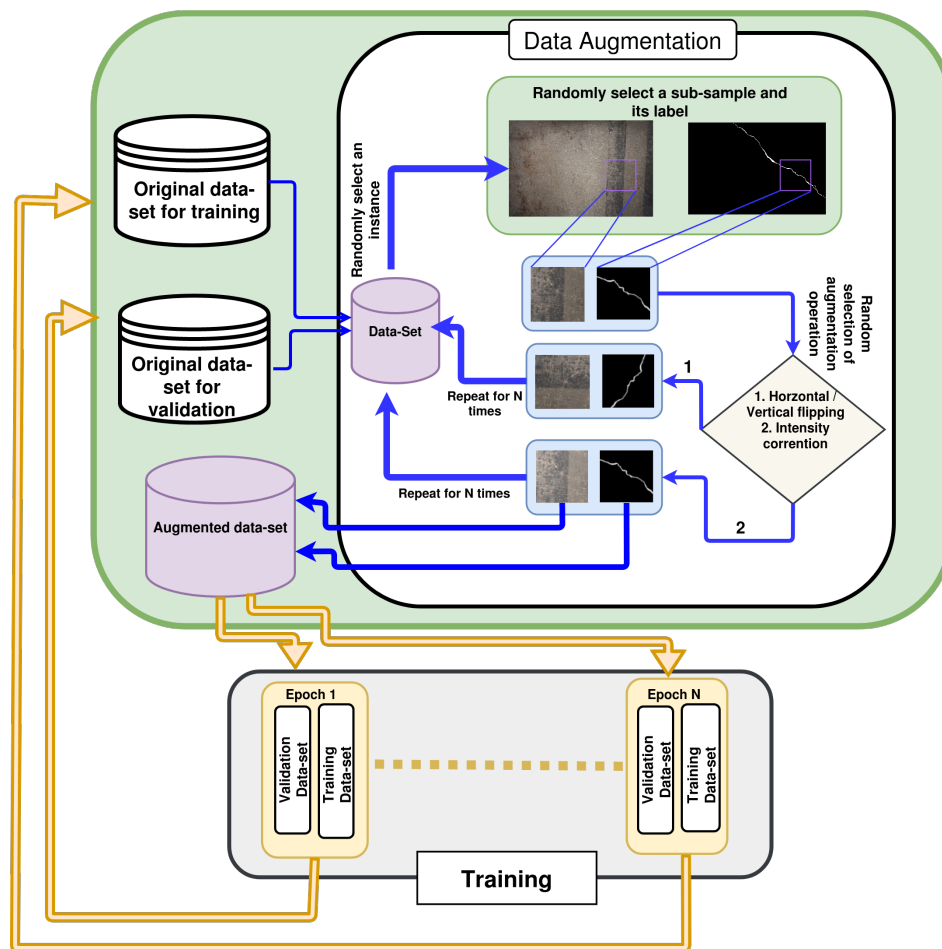 Data Augmentation
Randomly select a sub-sample and
its label
Randomly select an
instance
Original data-
set for training
Original data-
set for
validation
Data-Set
Random
selection of
augmentation
operation
1. Horzontal /
Vertical flipping
2. Intensity
corrention
1
Repeat for N
times
2
Repeat for N times
Augmented data-set
Epoch 1
Validation
Data-set
Training
Data-set
Epoch N
Validation
Data-set
Training
Data-set
Training